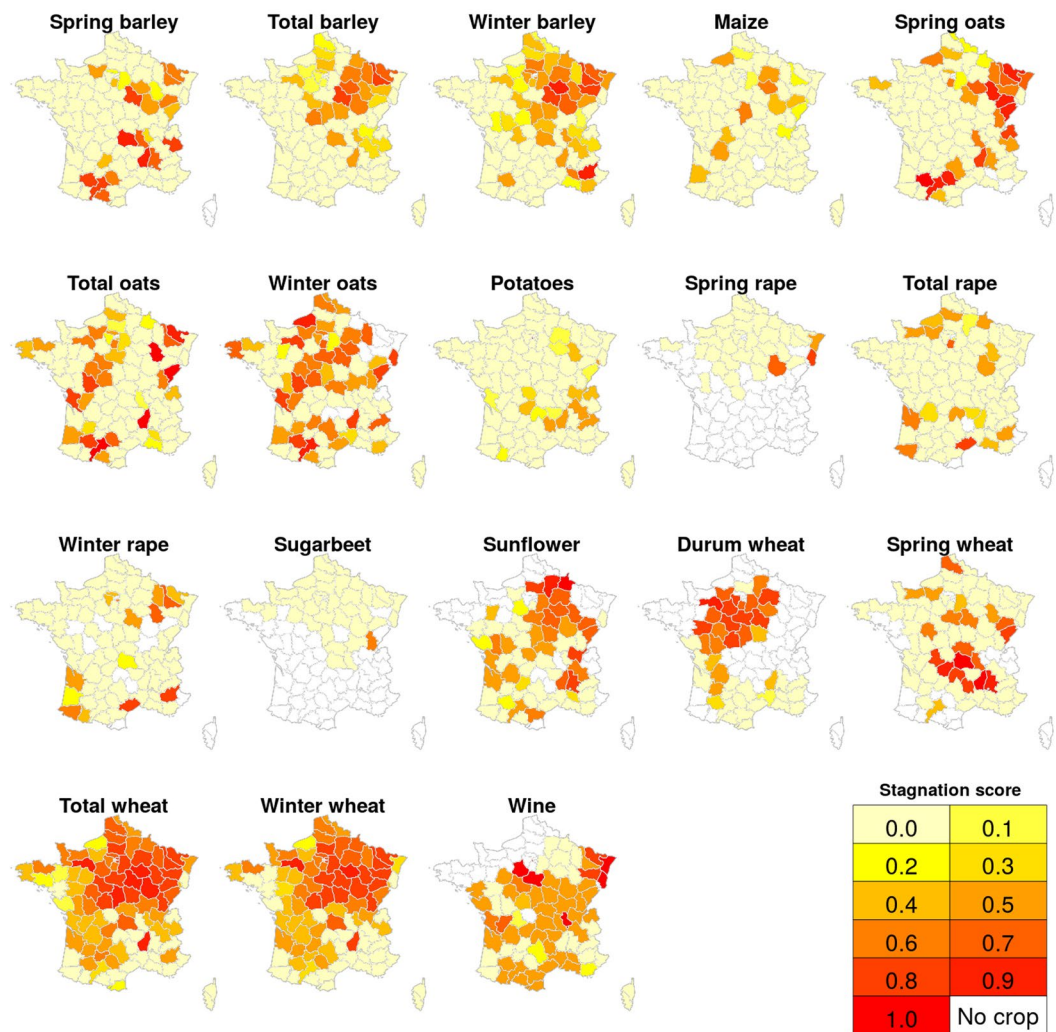 Spring barley Total barley Winter barley Maize Spring oats
Total oats Winter oats Potatoes Spring rape Total rape
Winter rape Sugarbeet Sunflower Durum wheat Spring wheat
Total wheat Winter wheat Wine
Stagnation score
0.0 0.1
0.2 0.3
0.4 0.5
0.6 0.7
0.8 0.9
1.0 No crop